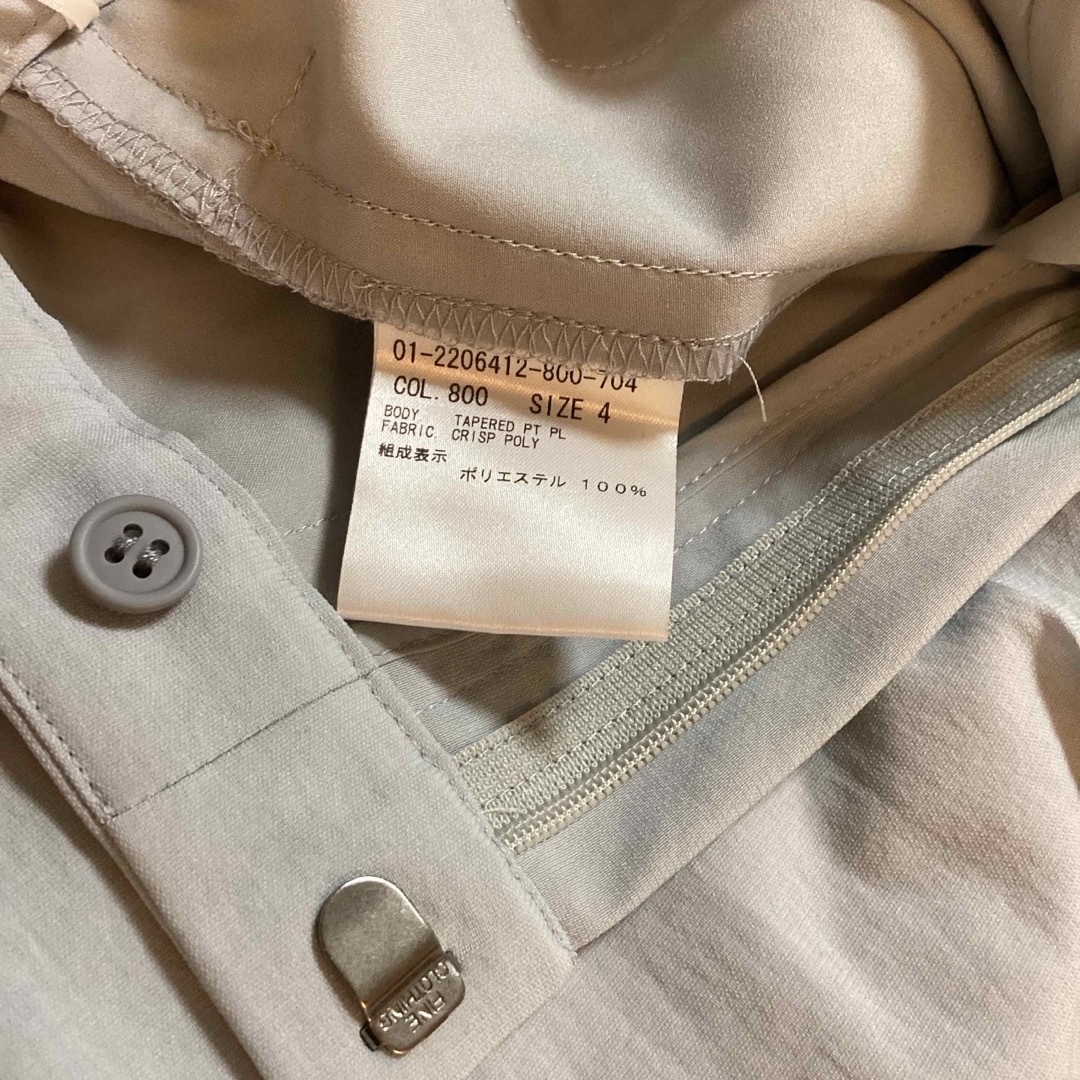 01-2206412-800-704
COL. 800 SIZE 4
BODY TAPERED PT PL
FABRIC. CRISP POLY
組成表示
ポリエステル 100%
FINE
CLOTHING